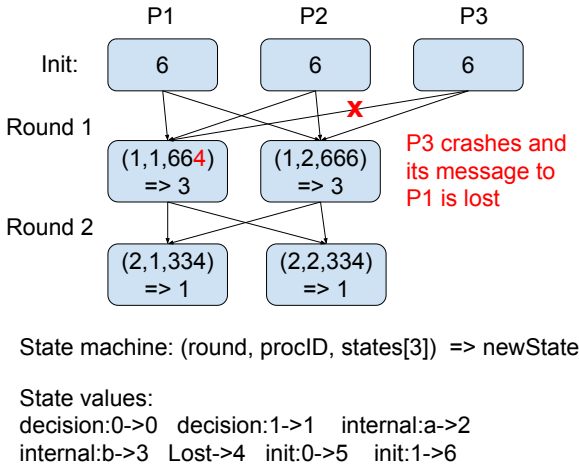 P1 P2 P3
Init: 6 6 6
x
Round 1
(1,1,664)
=> 3
(1,2,666)
=> 3
P3 crashes and
its message to
P1 is lost
Round 2
(2,1,334)
=> 1
(2,2,334)
=> 1
State machine: (round, procID, states[3]) => newState
State values:
decision:0->0 decision:1->1 internal:a->2
internal:b->3 Lost->4 init:0->5 init:1->6